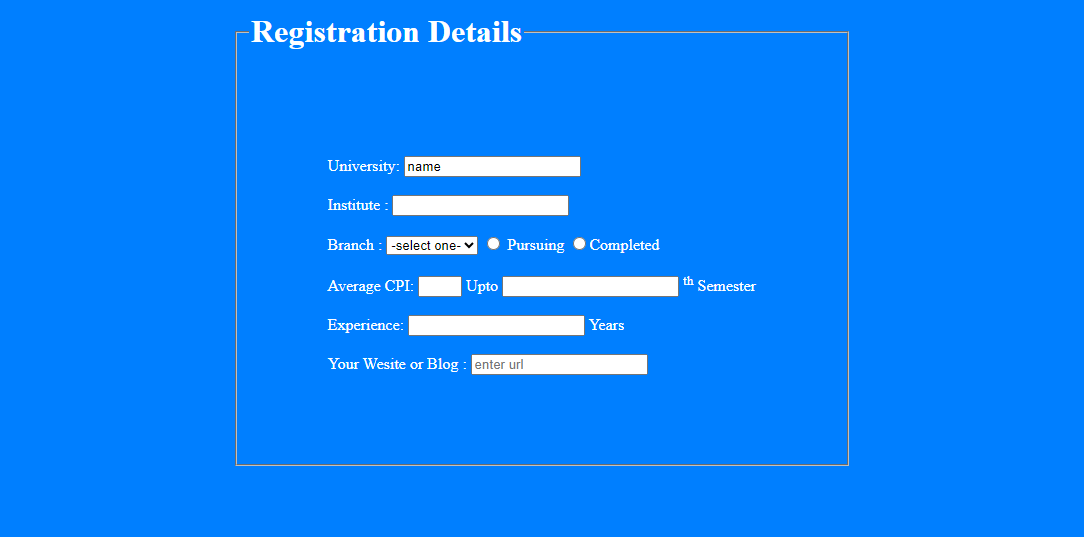 Registration Details
University: name
Institute :
Branch : -select one- Pursuing Completed
Average CPI: Upto th Semester
Experience: Years
Your Wesite or Blog : enter url